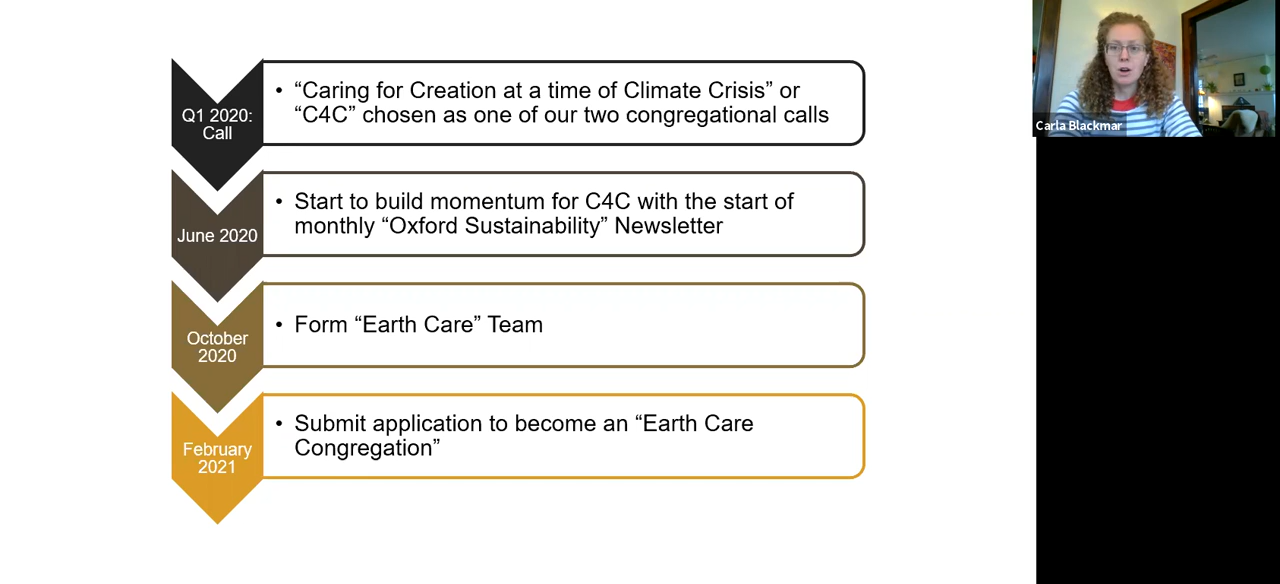 Q1 2020:
Call
• “Caring for Creation at a time of Climate Crisis” or
“C4C” chosen as one of our two congregational calls
June 2020
• Start to build momentum for C4C with the start of
monthly “Oxford Sustainability” Newsletter
October
2020
• Form “Earth Care” Team
February
2021
• Submit application to become an “Earth Care
Congregation”
Carla Blackmar